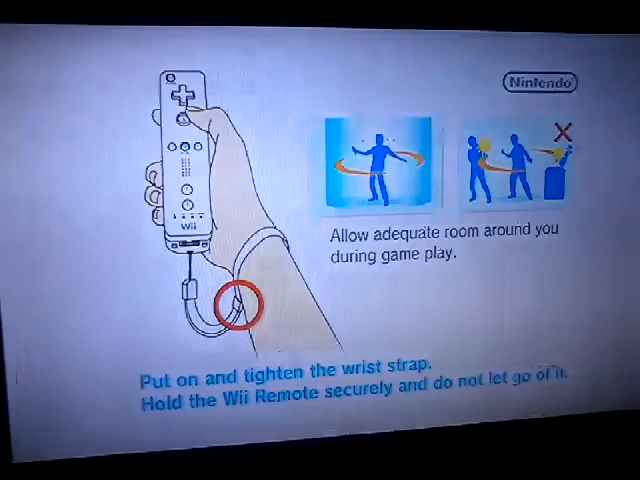 Nintendo
Wii
Allow adequate room around you
during game play.
Put on and tighten the wrist strap.
Hold the Wii Remote securely and do not let go of it.